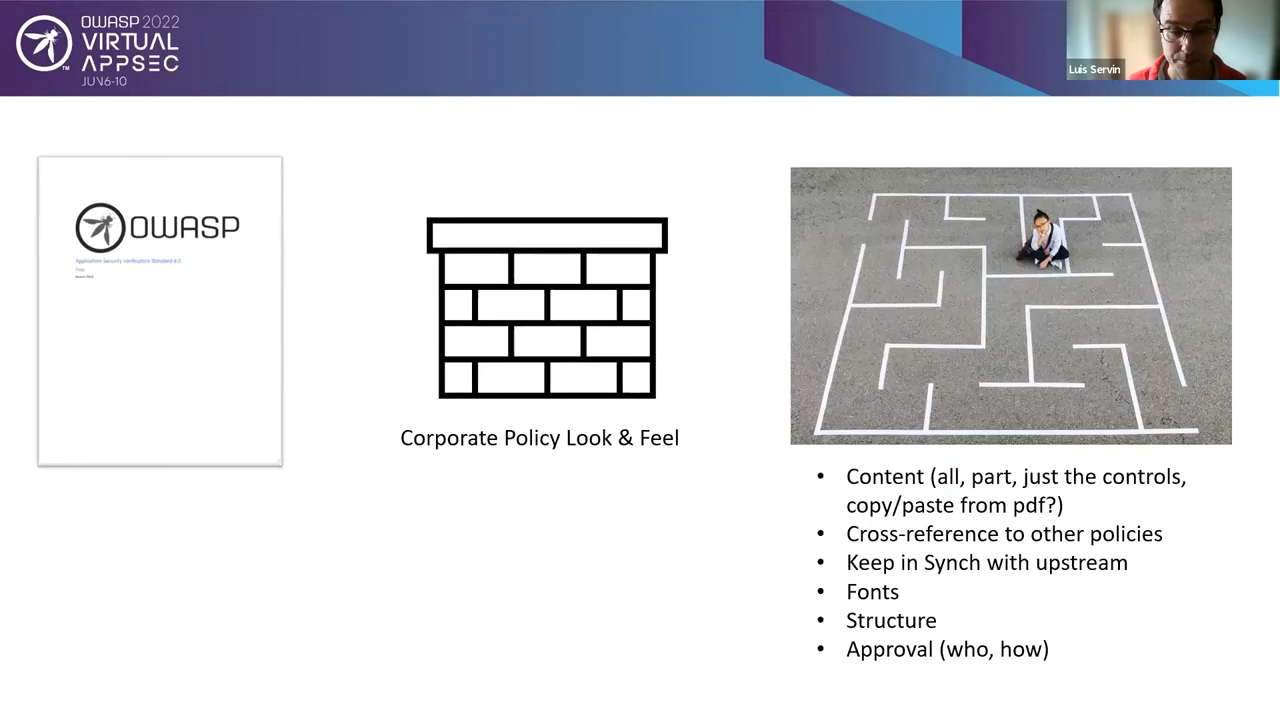 OWASP 2022
VIRTUAL
APPSEC
JUN6-10
Luis Servin
OWASP
Application Security Verification Standard 4.0
Corporate Policy Look & Feel
• Content (all, part, just the controls,
copy/paste from pdf?)
• Cross-reference to other policies
• Keep in Synch with upstream
• Fonts
• Structure
• Approval (who, how)